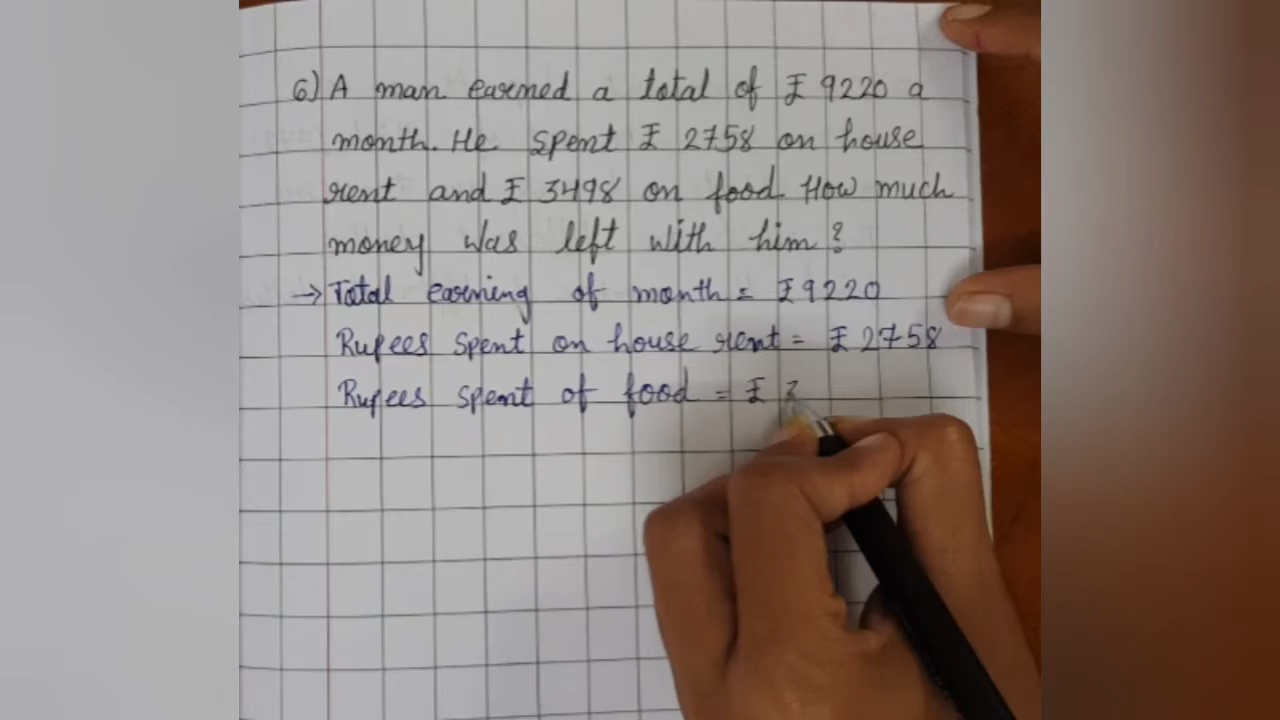 6) A man earned a total of ₹ 9220 a
month. He spent ₹ 2758 on house
rent and ₹ 3498 on food. How much
money was left with him?
→ Total earning of month = ₹9220
Rupees spent on house rent = ₹ 2758
Rupees spent of food = ₹ 3